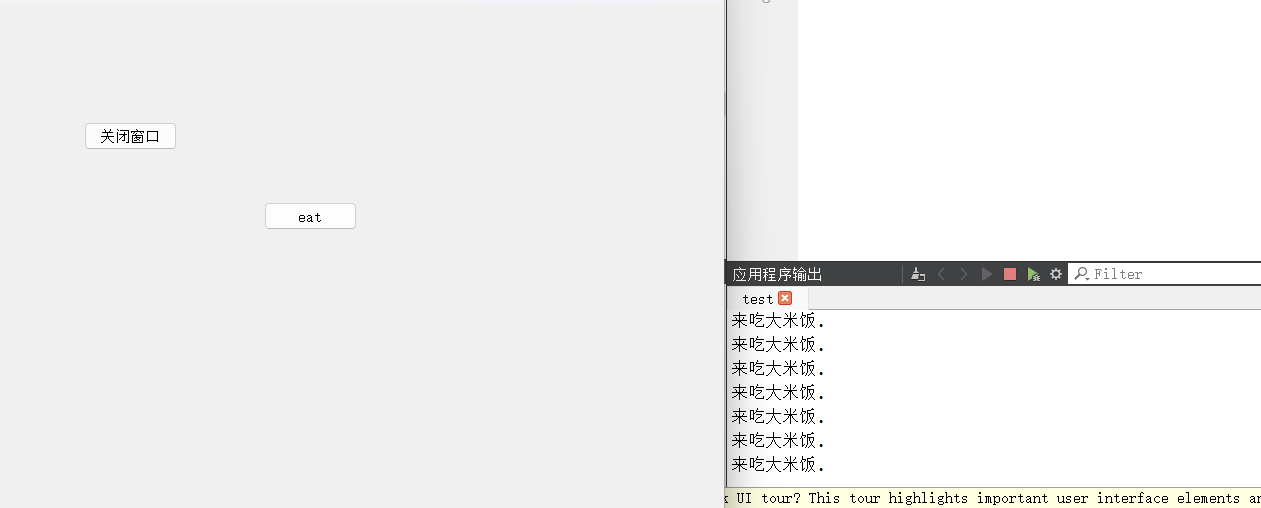 关闭窗口
eat
应用程序输出
Filter
test
来吃大米饭.
来吃大米饭.
来吃大米饭.
来吃大米饭.
来吃大米饭.
来吃大米饭.
来吃大米饭.
UI tour? This tour highlights important user interface elements